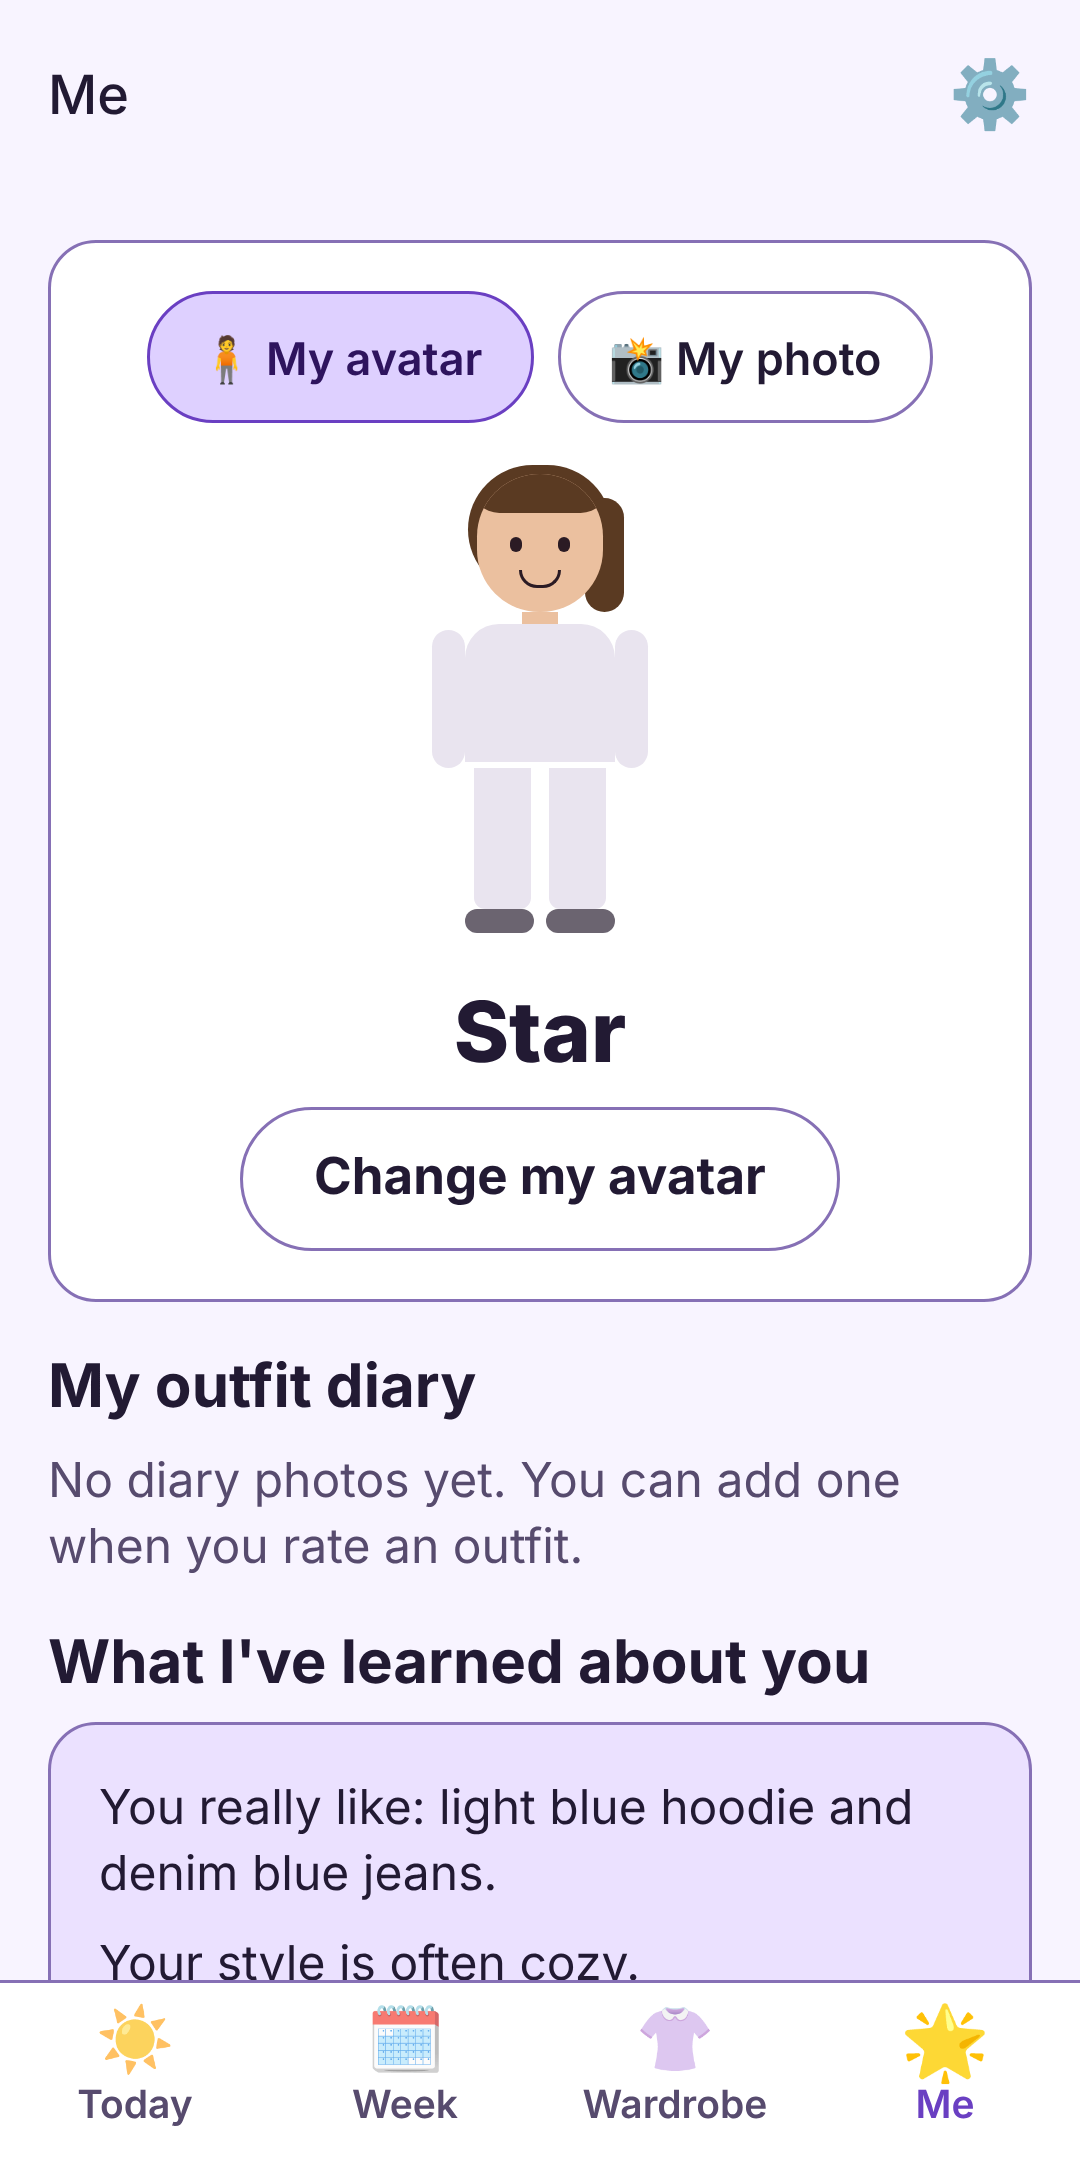 Me
My avatar
My photo
Star
Change my avatar
My outfit diary
No diary photos yet. You can add one
when you rate an outfit.
What I've learned about you
You really like: light blue hoodie and
denim blue jeans.
Your style is often cozy.
Today
Week
Wardrobe
Me